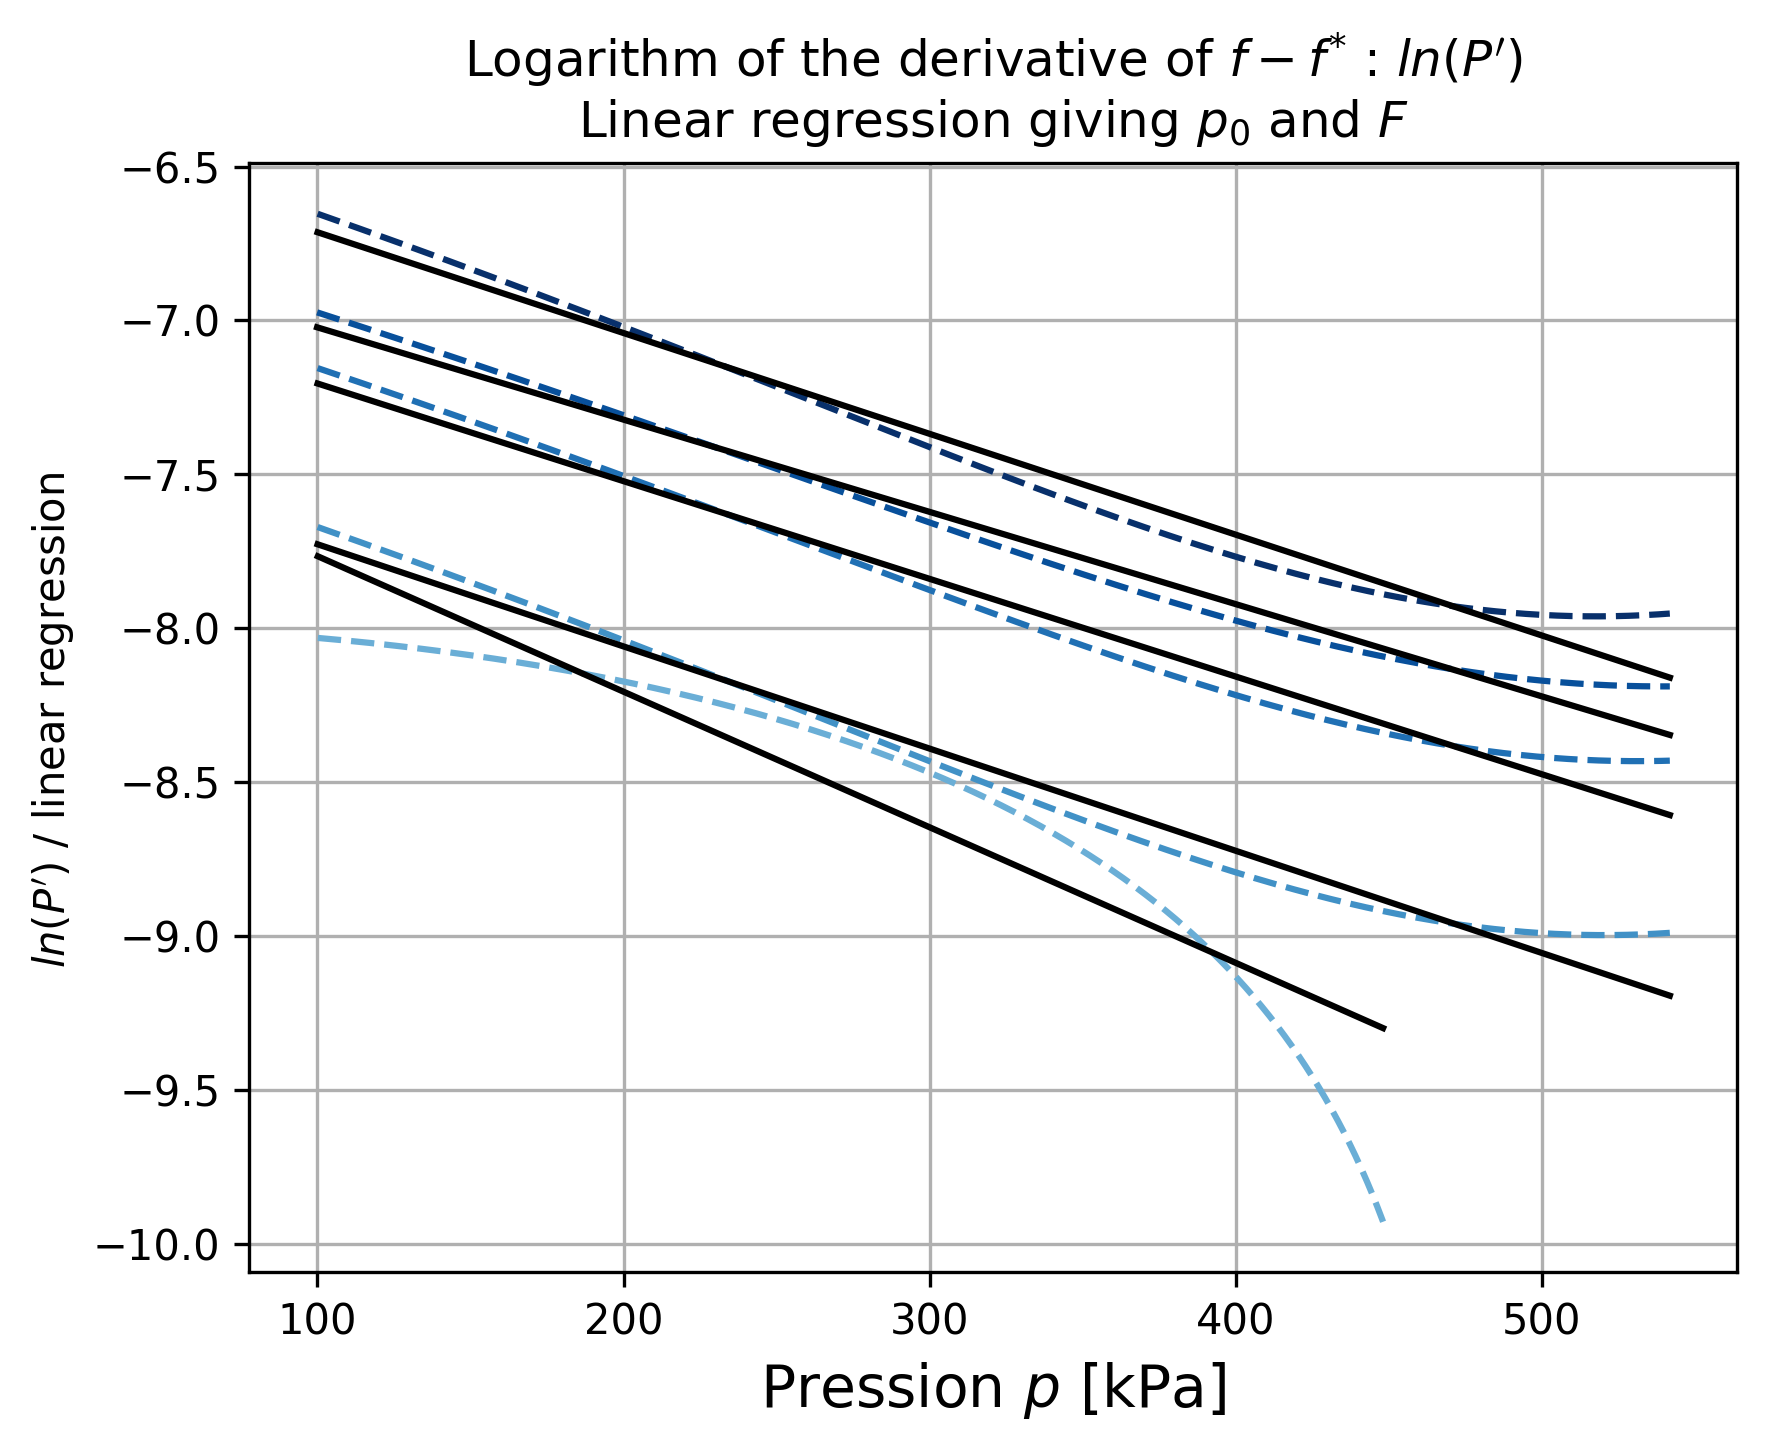 Logarithm of the derivative of f − f* : ln(P′)
Linear regression giving p₀ and F
ln(P′) / linear regression
−6.5
−7.0
−7.5
−8.0
−8.5
−9.0
−9.5
−10.0
100 200 300 400 500
Pression p [kPa]